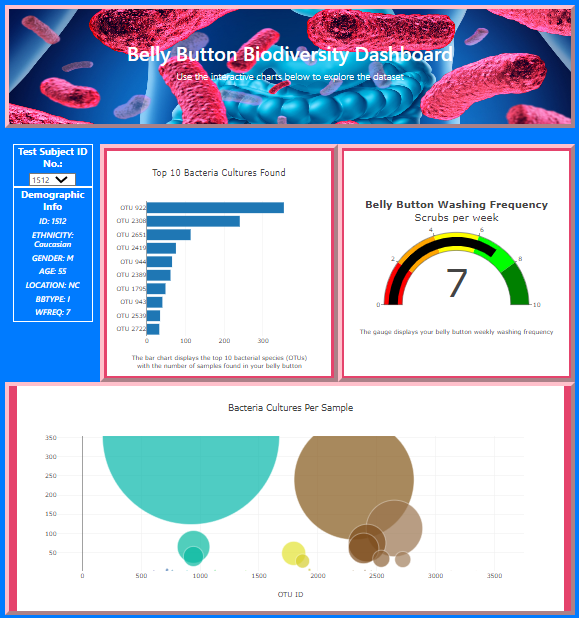 Belly Button Biodiversity Dashboard
Use the interactive charts below to explore the dataset
Test Subject ID
No.:
1512
Demographic
Info
ID: 1512
ETHNICITY:
Caucasian
GENDER: M
AGE: 55
LOCATION: NC
BBTYPE: I
WFREQ: 7
Top 10 Bacteria Cultures Found
OTU 922
OTU 2308
OTU 2651
OTU 2419
OTU 944
OTU 2389
OTU 1795
OTU 943
OTU 2539
OTU 2722
0 100 200 300
The bar chart displays the top 10 bacterial species (OTUs)
with the number of samples found in your belly button
Belly Button Washing Frequency
Scrubs per week
0 2 4 6 8 10
7
The gauge displays your belly button weekly washing frequency
Bacteria Cultures Per Sample
350
300
250
200
150
100
50
0 500 1000 1500 2000 2500 3000 3500
OTU ID